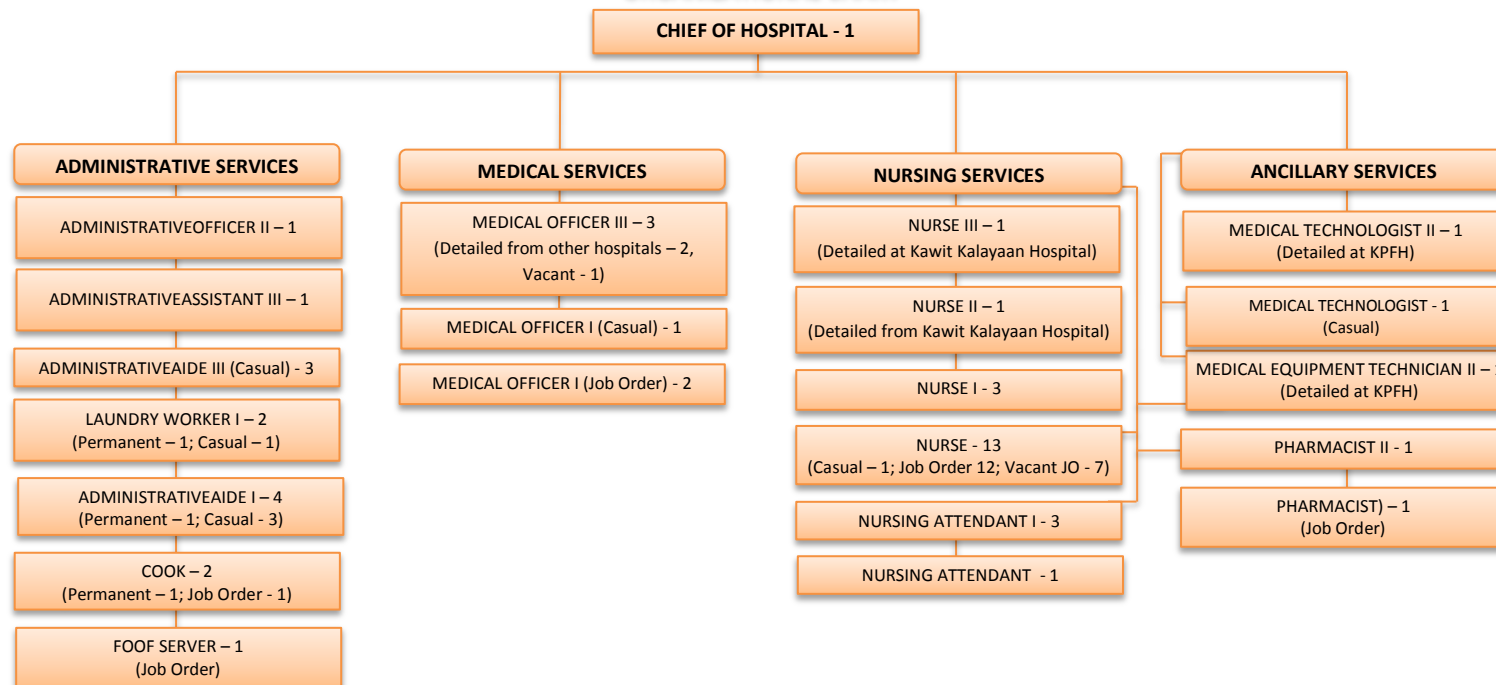 CHIEF OF HOSPITAL - 1
ADMINISTRATIVE SERVICES
ADMINISTRATIVEOFFICER II – 1
ADMINISTRATIVEASSISTANT III – 1
ADMINISTRATIVEAIDE III (Casual) - 3
LAUNDRY WORKER I – 2
(Permanent – 1; Casual – 1)
ADMINISTRATIVEAIDE I – 4
(Permanent – 1; Casual - 3)
COOK – 2
(Permanent – 1; Job Order - 1)
FOOF SERVER – 1
(Job Order)
MEDICAL SERVICES
MEDICAL OFFICER III – 3
(Detailed from other hospitals – 2,
Vacant - 1)
MEDICAL OFFICER I (Casual) - 1
MEDICAL OFFICER I (Job Order) - 2
NURSING SERVICES
NURSE III – 1
(Detailed at Kawit Kalayaan Hospital)
NURSE II – 1
(Detailed from Kawit Kalayaan Hospital)
NURSE I - 3
NURSE - 13
(Casual – 1; Job Order 12; Vacant JO - 7)
NURSING ATTENDANT I - 3
NURSING ATTENDANT - 1
ANCILLARY SERVICES
MEDICAL TECHNOLOGIST II – 1
(Detailed at KPFH)
MEDICAL TECHNOLOGIST - 1
(Casual)
MEDICAL EQUIPMENT TECHNICIAN II –
(Detailed at KPFH)
PHARMACIST II - 1
PHARMACIST) – 1
(Job Order)